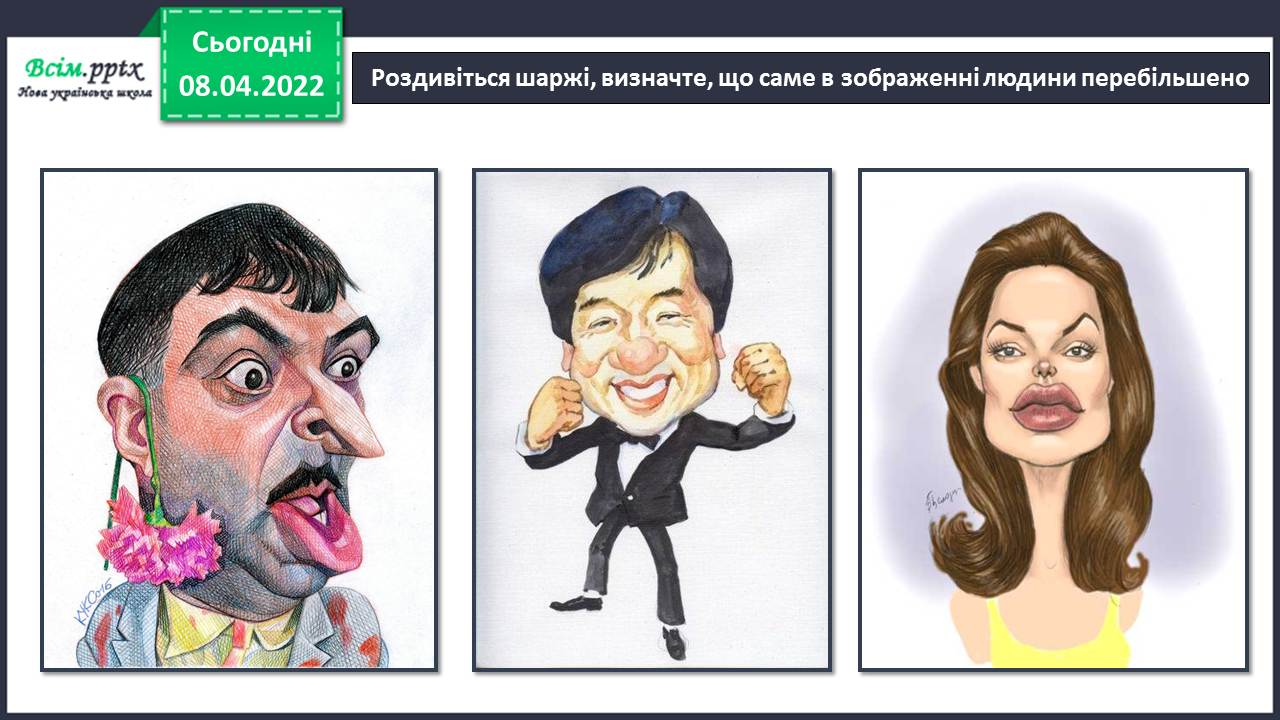 Всім.pptx
Нова українська школа
Сьогодні
08.04.2022
Роздивіться шаржі, визначте, що саме в зображенні людини перебільшено